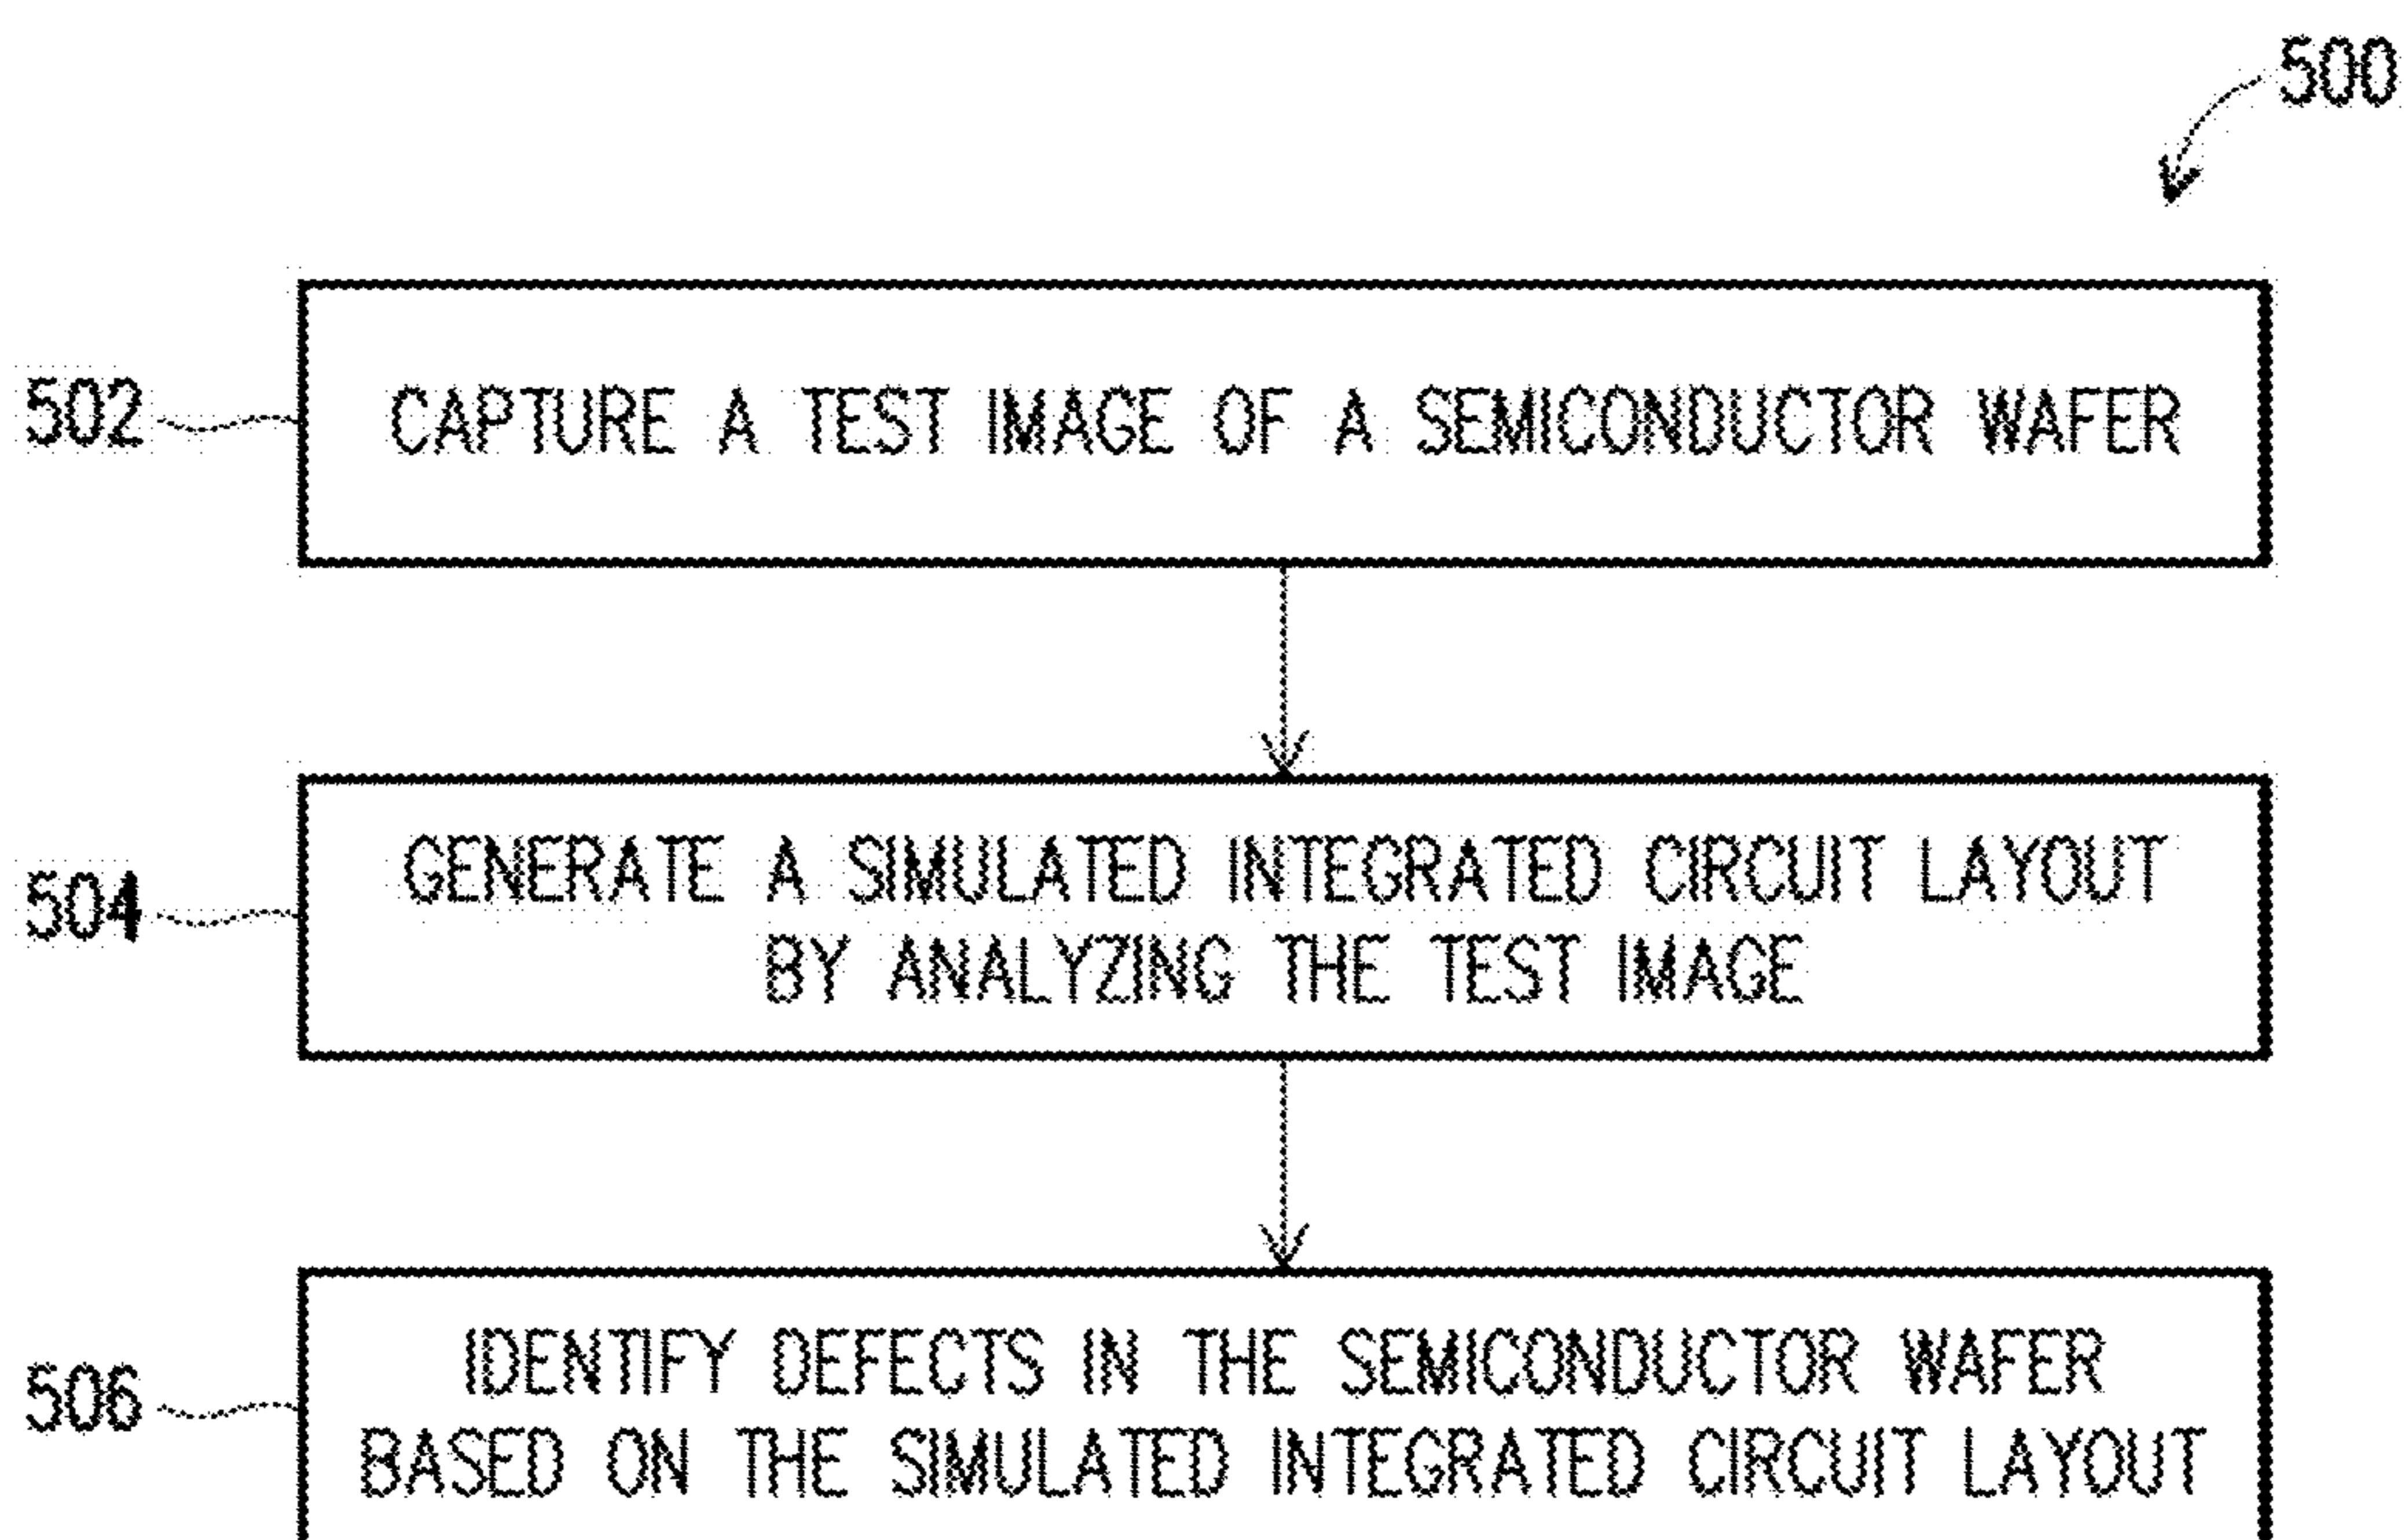 500
502
CAPTURE A TEST IMAGE OF A SEMICONDUCTOR WAFER
504
GENERATE A SIMULATED INTEGRATED CIRCUIT LAYOUT
BY ANALYZING THE TEST IMAGE
506
IDENTIFY DEFECTS IN THE SEMICONDUCTOR WAFER
BASED ON THE SIMULATED INTEGRATED CIRCUIT LAYOUT